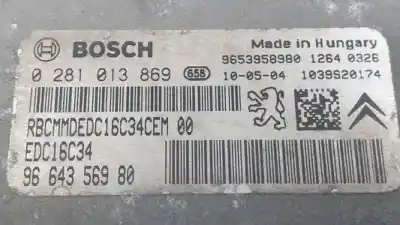 BOSCH
Made in Hungary
9653958980 1264 0326
0 281 013 869 658 10-05-04 1039S20174
RBCMMDEDC16C34CEM 00
EDC16C34
96 643 569 80